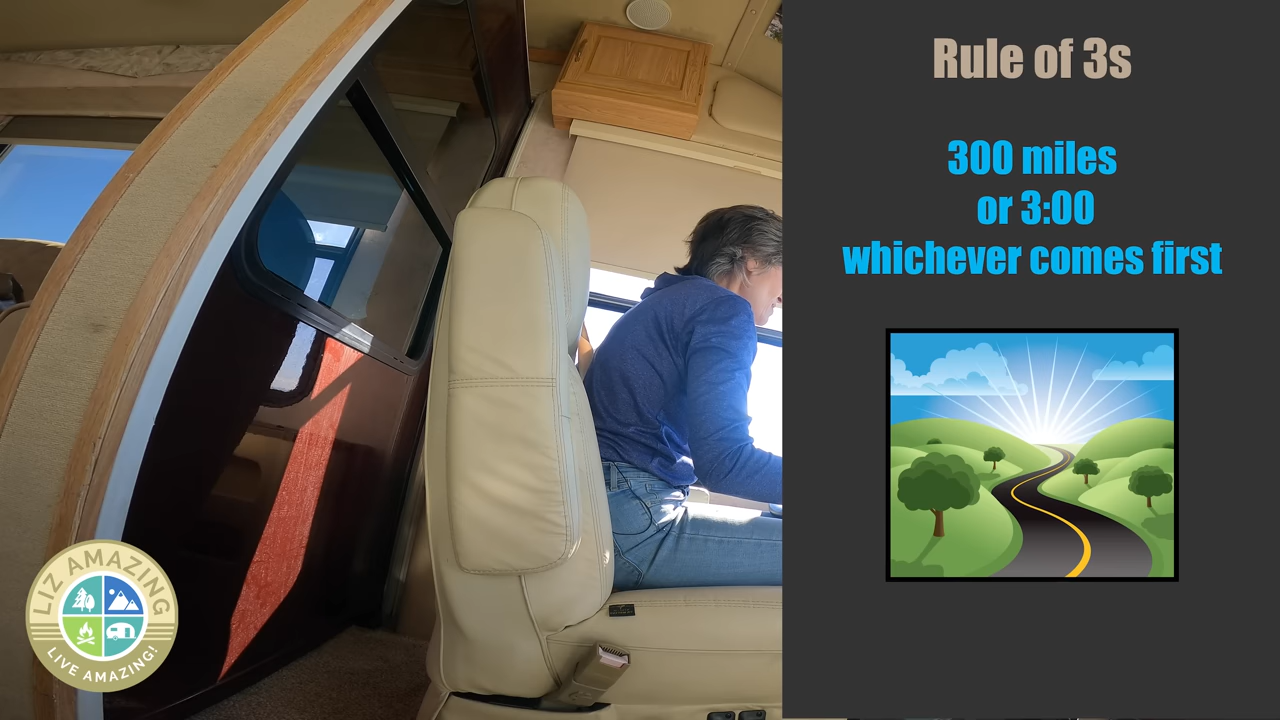 Rule of 3s
300 miles
or 3:00
whichever comes first
LIZ AMAZING
LIVE AMAZING!